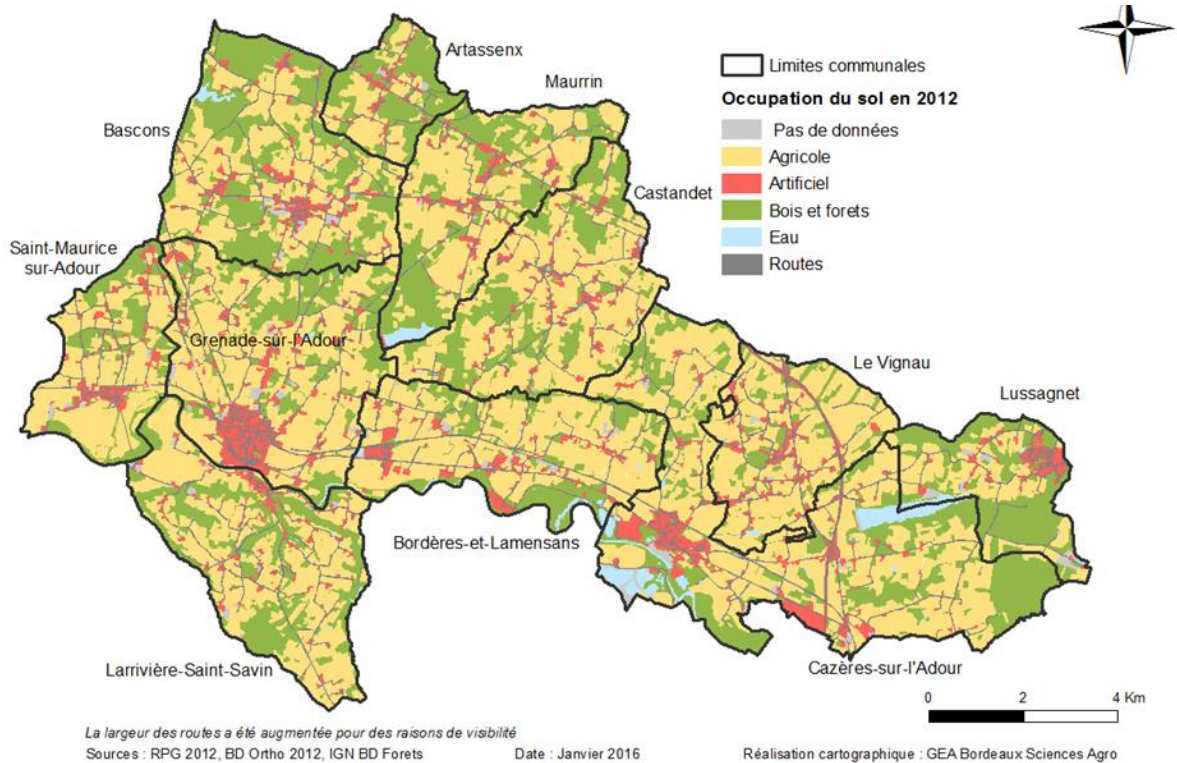 Artassenx
Maurrin
Bascons
Castandet
Saint-Maurice
sur-Adour
Grenade-sur-l'Adour
Le Vignau
Lussagnet
Bordères-et-Lamensans
Larrivière-Saint-Savin
Cazères-sur-l'Adour
Limites communales
Occupation du sol en 2012
Pas de données
Agricole
Artificiel
Bois et forets
Eau
Routes
0 2 4 Km
La largeur des routes a été augmentée pour des raisons de visibilité
Sources : RPG 2012, BD Ortho 2012, IGN BD Forets Date : Janvier 2016 Réalisation cartographique : GEA Bordeaux Sciences Agro